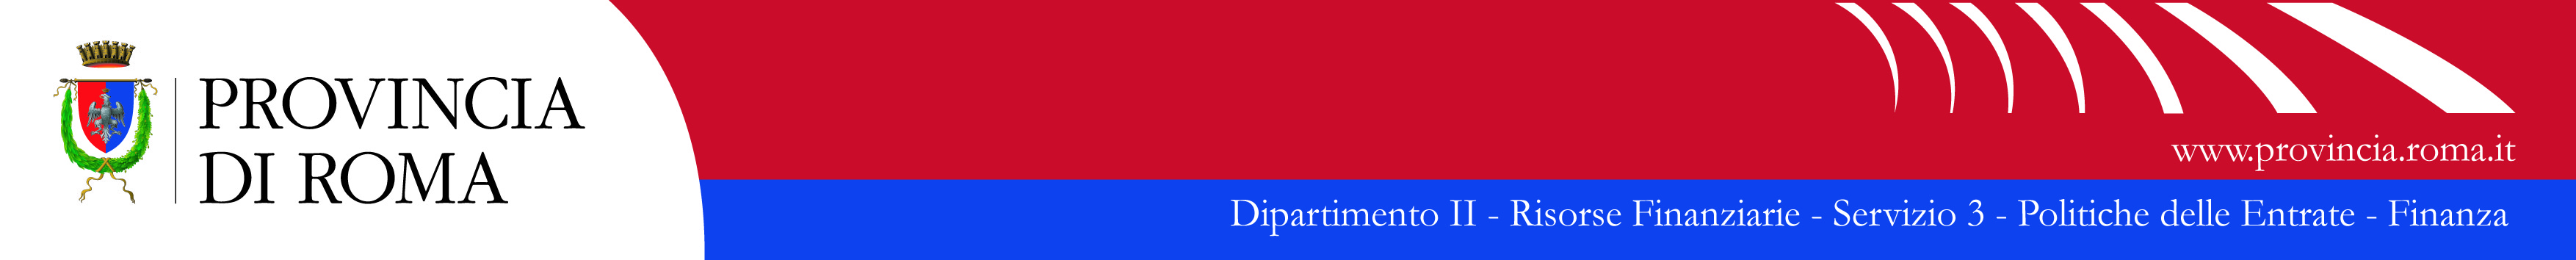 PROVINCIA
DI ROMA
www.provincia.roma.it
Dipartimento II - Risorse Finanziarie - Servizio 3 - Politiche delle Entrate - Finanza